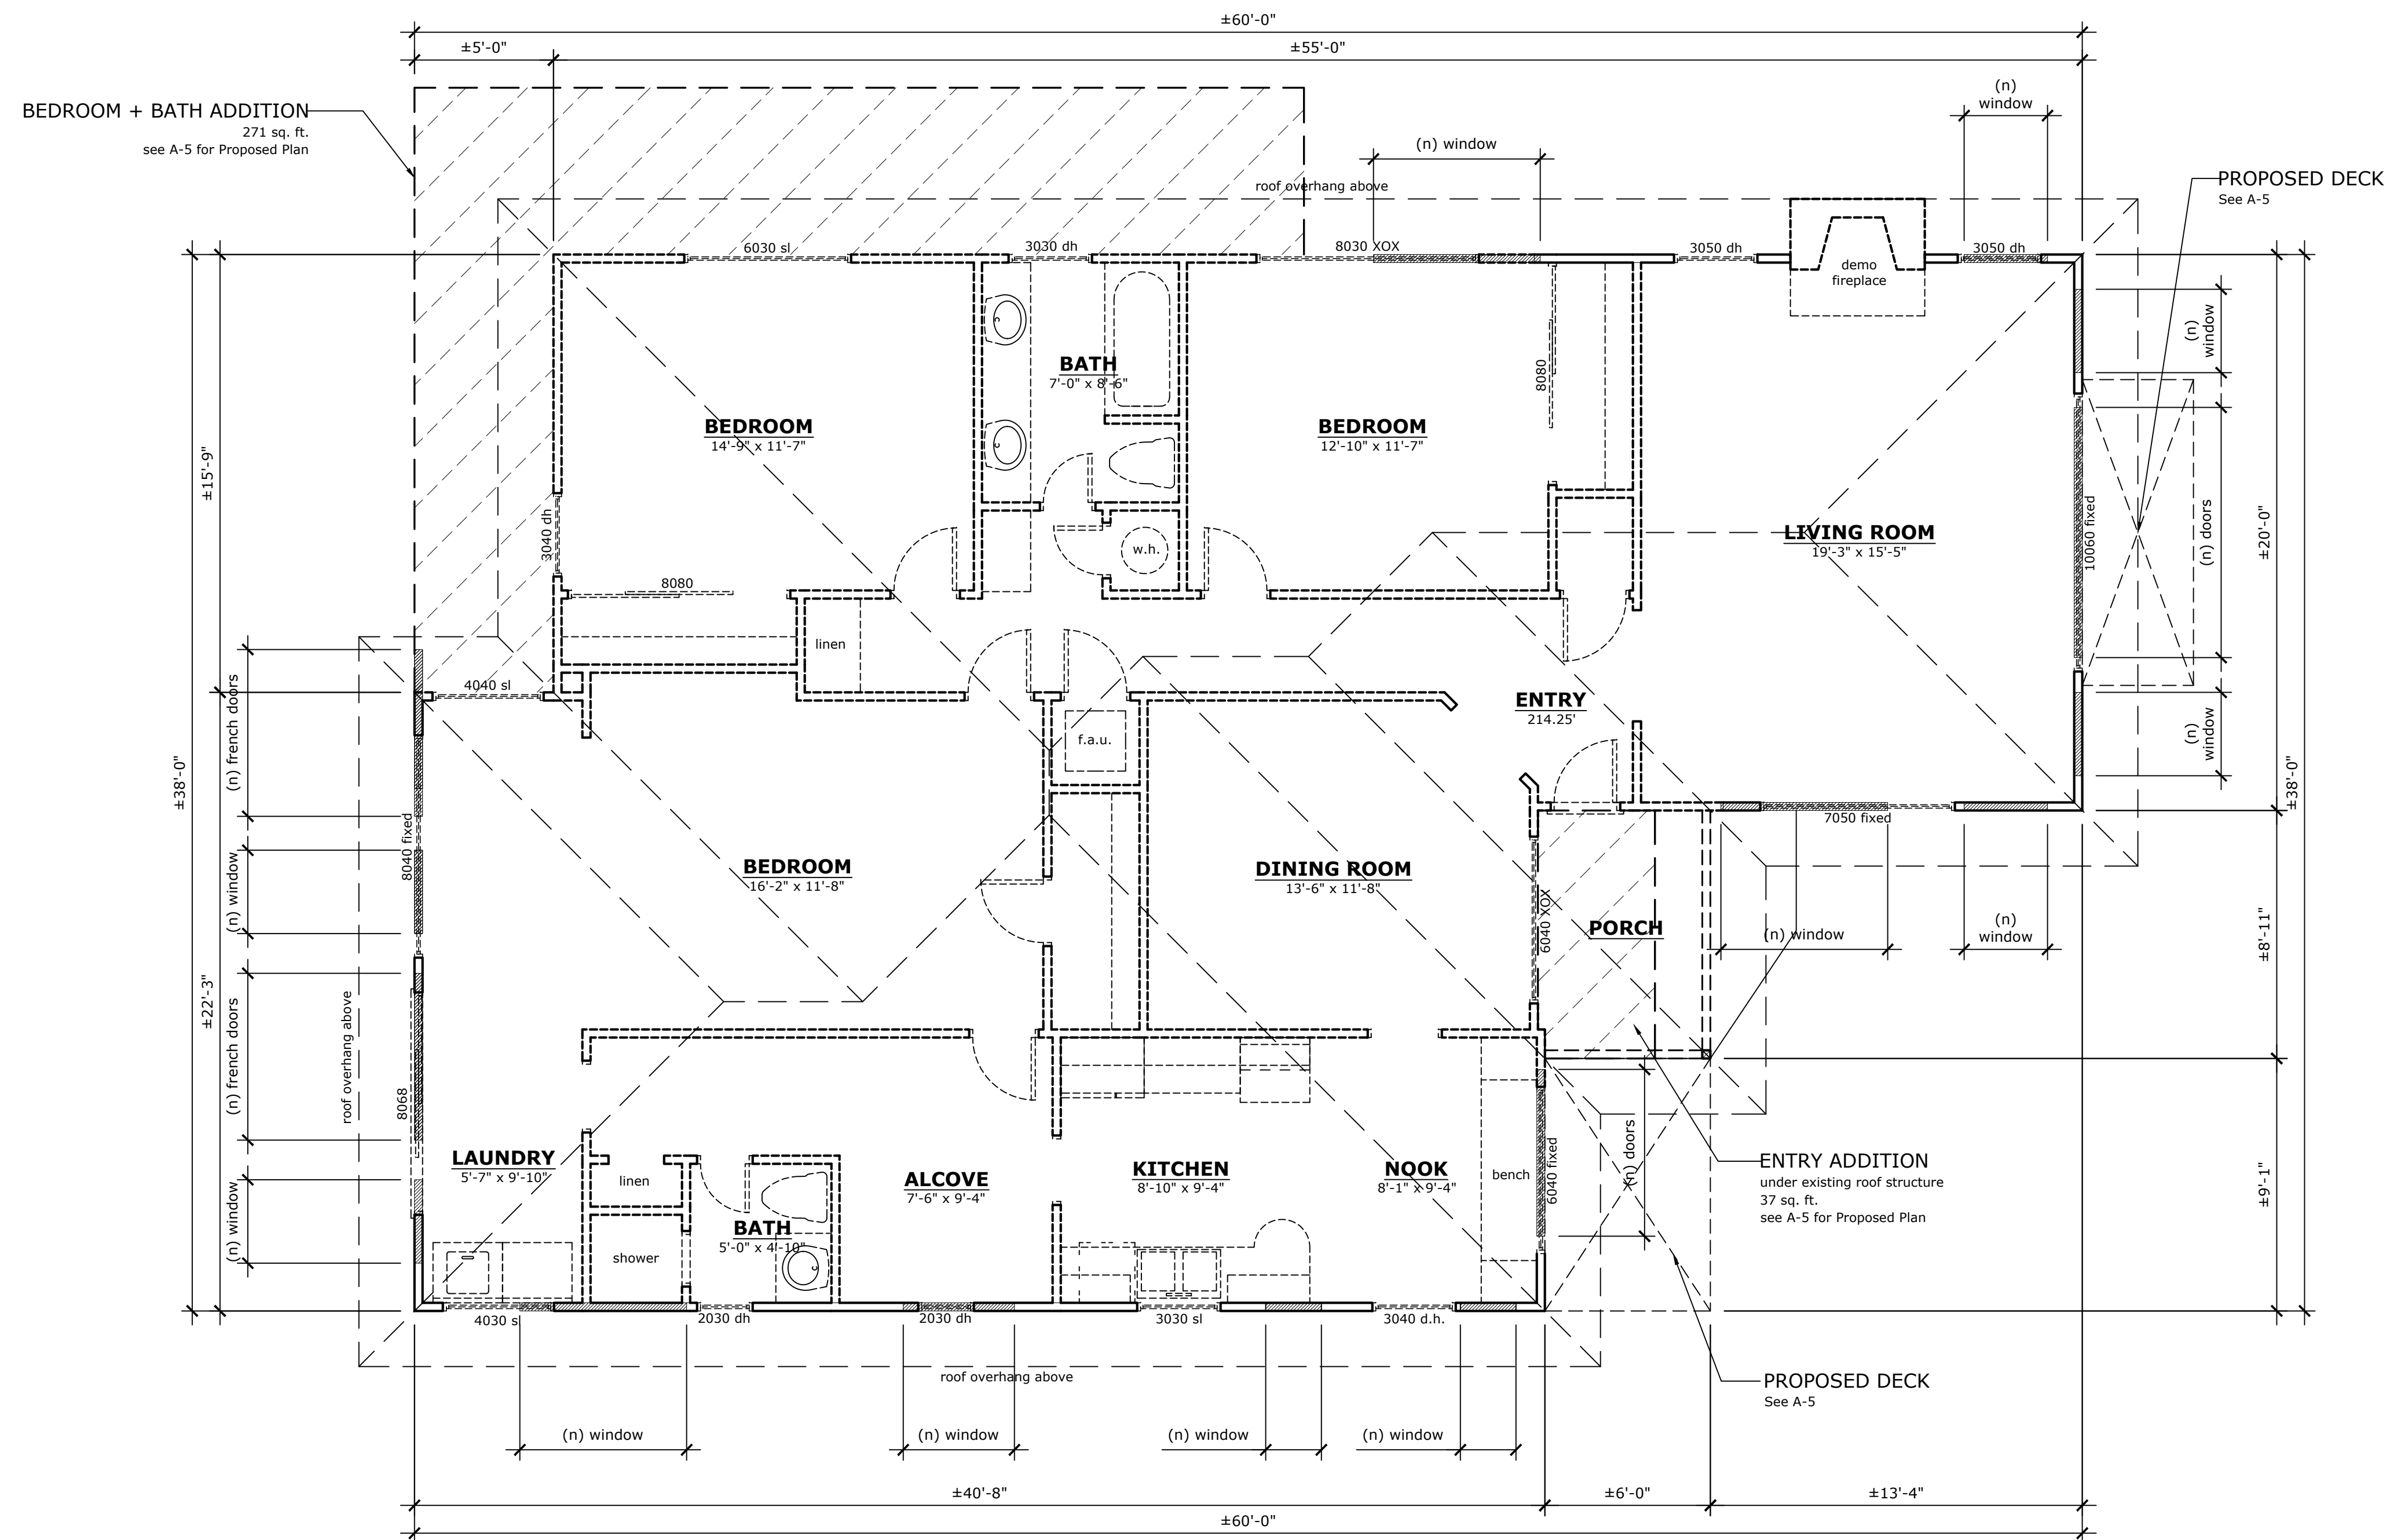 ±60'-0"
±5'-0"
±55'-0"
BEDROOM + BATH ADDITION
271 sq. ft.
see A-5 for Proposed Plan
(n)
window
(n) window
roof overhang above
PROPOSED DECK
See A-5
6030 sl
3030 dh
8030 XOX
3050 dh
3050 dh
demo
fireplace
(n)
window
BATH
7'-0" x 8'-6"
8080
BEDROOM
14'-9" x 11'-7"
BEDROOM
12'-10" x 11'-7"
±15'-9"
3040 dh
w.h.
LIVING ROOM
19'-3" x 15'-5"
10060 fixed
(n) doors
±20'-0"
8080
linen
4040 sl
(n) french doors
ENTRY
214.25'
f.a.u.
(n)
window
±38'-0"
±38'-0"
8040 fixed
7050 fixed
BEDROOM
16'-2" x 11'-8"
DINING ROOM
13'-6" x 11'-8"
(n) window
6040 XOX
PORCH
(n) window
(n)
window
±8'-11"
±22'-3"
(n) french doors
roof overhang above
8068
LAUNDRY
5'-7" x 9'-10"
linen
ALCOVE
7'-6" x 9'-4"
KITCHEN
8'-10" x 9'-4"
NOOK
8'-1" x 9'-4"
bench
6040 fixed
(n) doors
ENTRY ADDITION
under existing roof structure
37 sq. ft.
see A-5 for Proposed Plan
±9'-1"
(n) window
BATH
5'-0" x 4'-10"
shower
4030 sl
2030 dh
2030 dh
3030 sl
3040 d.h.
roof overhang above
PROPOSED DECK
See A-5
(n) window
(n) window
(n) window
(n) window
±40'-8"
±6'-0"
±13'-4"
±60'-0"